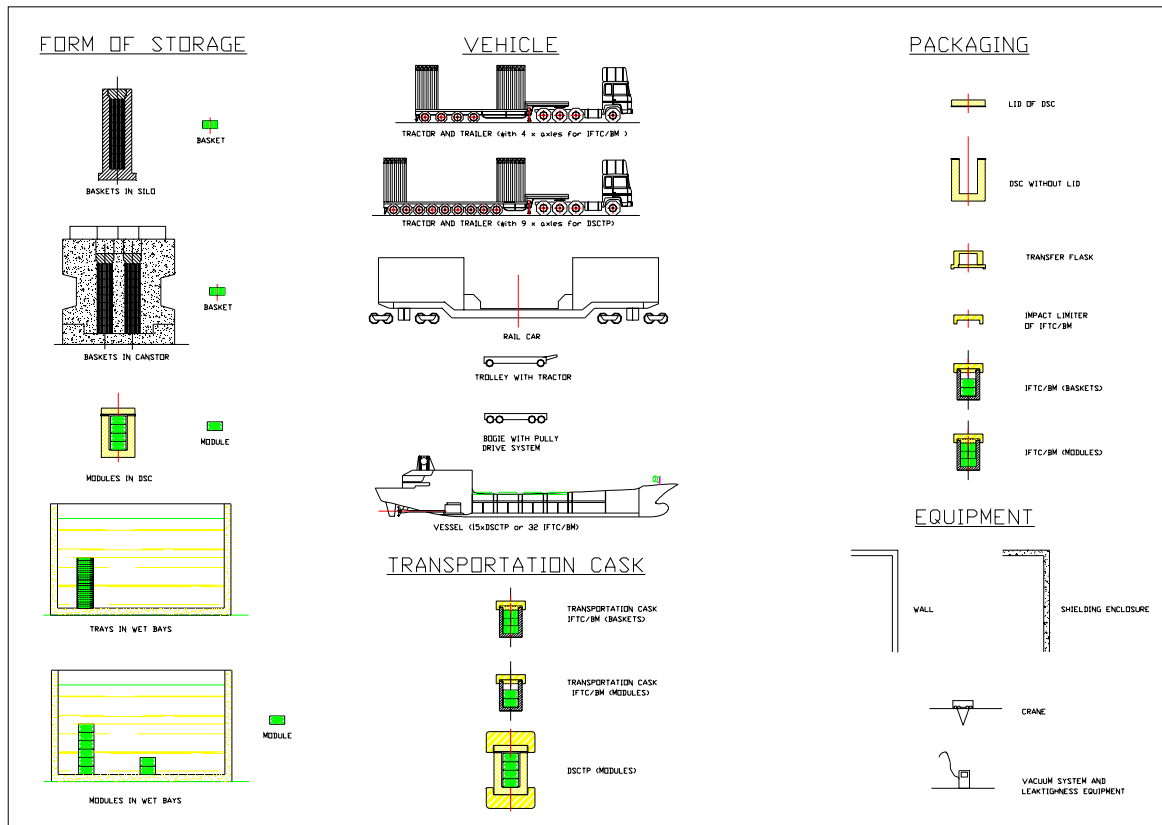 FORM OF STORAGE
BASKET
BASKETS IN SILO
BASKET
BASKETS IN CANSTOR
MODULE
MODULES IN DSC
TRAYS IN WET BAYS
MODULE
MODULES IN WET BAYS
VEHICLE
TRACTOR AND TRAILER (with 4 x axles for IFTC/BM )
TRACTOR AND TRAILER (with 9 x axles for DSCTP)
RAIL CAR
TROLLEY WITH TRACTOR
BOGIE WITH PULLY
DRIVE SYSTEM
VESSEL (15xDSCTP or 32 IFTC/BM)
TRANSPORTATION CASK
TRANSPORTATION CASK
IFTC/BM (BASKETS)
TRANSPORTATION CASK
IFTC/BM (MODULES)
DSCTP (MODULES)
PACKAGING
LID OF DSC
DSC WITHOUT LID
TRANSFER FLASK
IMPACT LIMITER
OF IFTC/BM
IFTC/BM (BASKETS)
IFTC/BM (MODULES)
EQUIPMENT
WALL
SHIELDING ENCLOSURE
CRANE
VACUUM SYSTEM AND
LEAKTIGHNESS EQUIPMENT